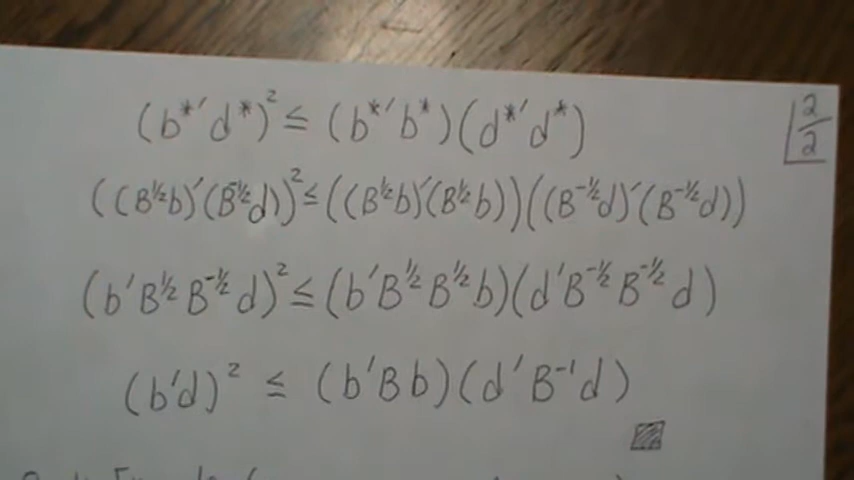 2/2
(b*'d*)² ≤ (b*'b*)(d*'d*)
((B^½b)'(B^-½d))² ≤ ((B^½b)'(B^½b))((B^-½d)'(B^-½d))
(b'B^½B^-½d)² ≤ (b'B^½B^½b)(d'B^-½B^-½d)
(b'd)² ≤ (b'Bb)(d'B⁻¹d)